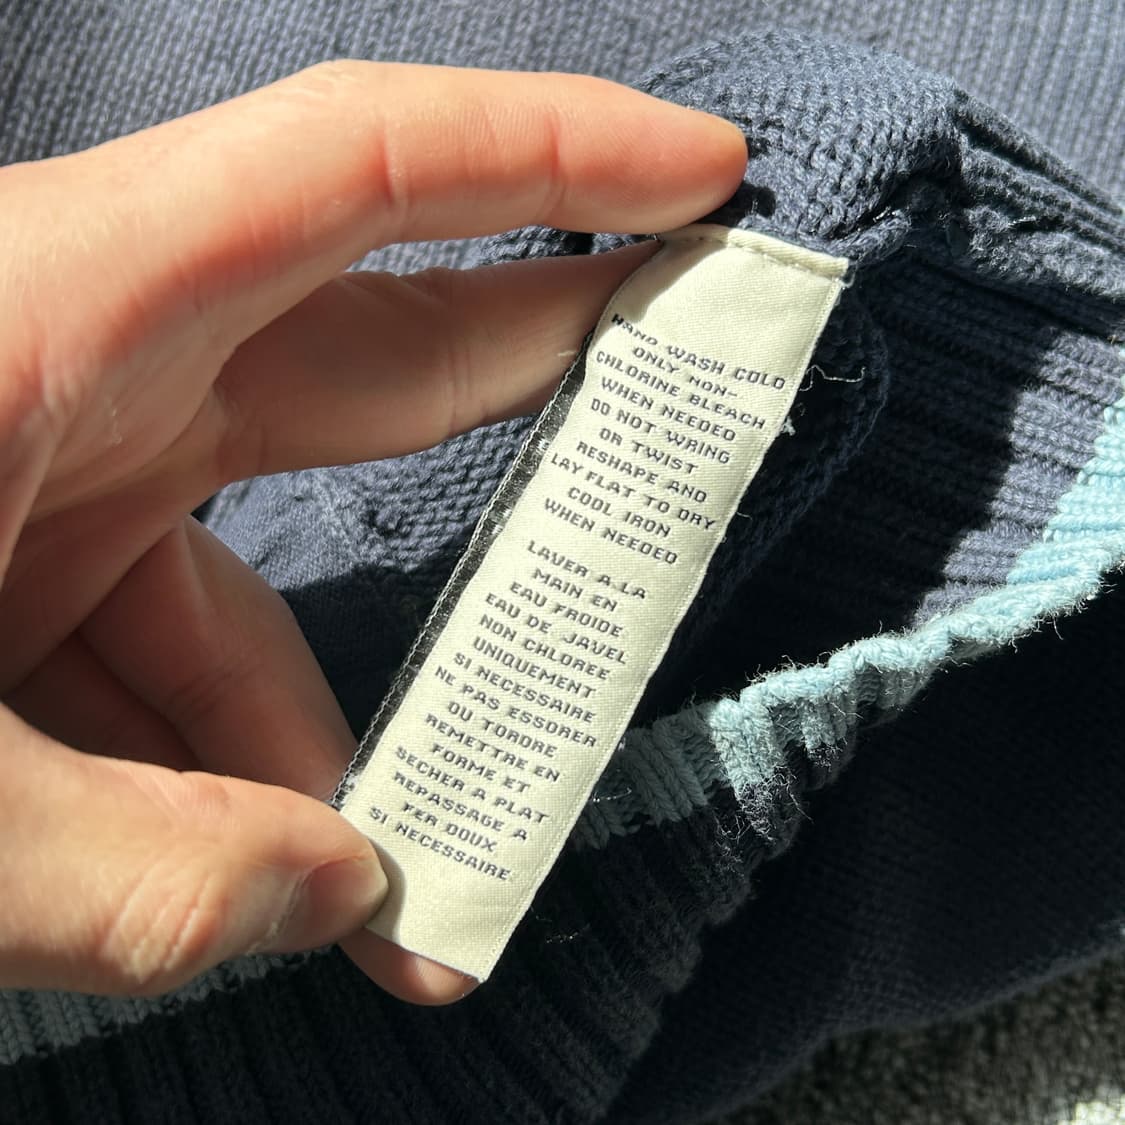 HAND WASH COLD
ONLY NON-
CHLORINE BLEACH
WHEN NEEDED
DO NOT WRING
OR TWIST
RESHAPE AND
LAY FLAT TO DRY
COOL IRON
WHEN NEEDED
LAVER A LA
MAIN EN
EAU FROIDE
EAU DE JAVEL
NON CHLOREE
UNIQUEMENT
SI NECESSAIRE
NE PAS ESSORER
OU TORDRE
REMETTRE EN
FORME ET
SECHER A PLAT
REPASSAGE A
FER DOUX
SI NECESSAIRE